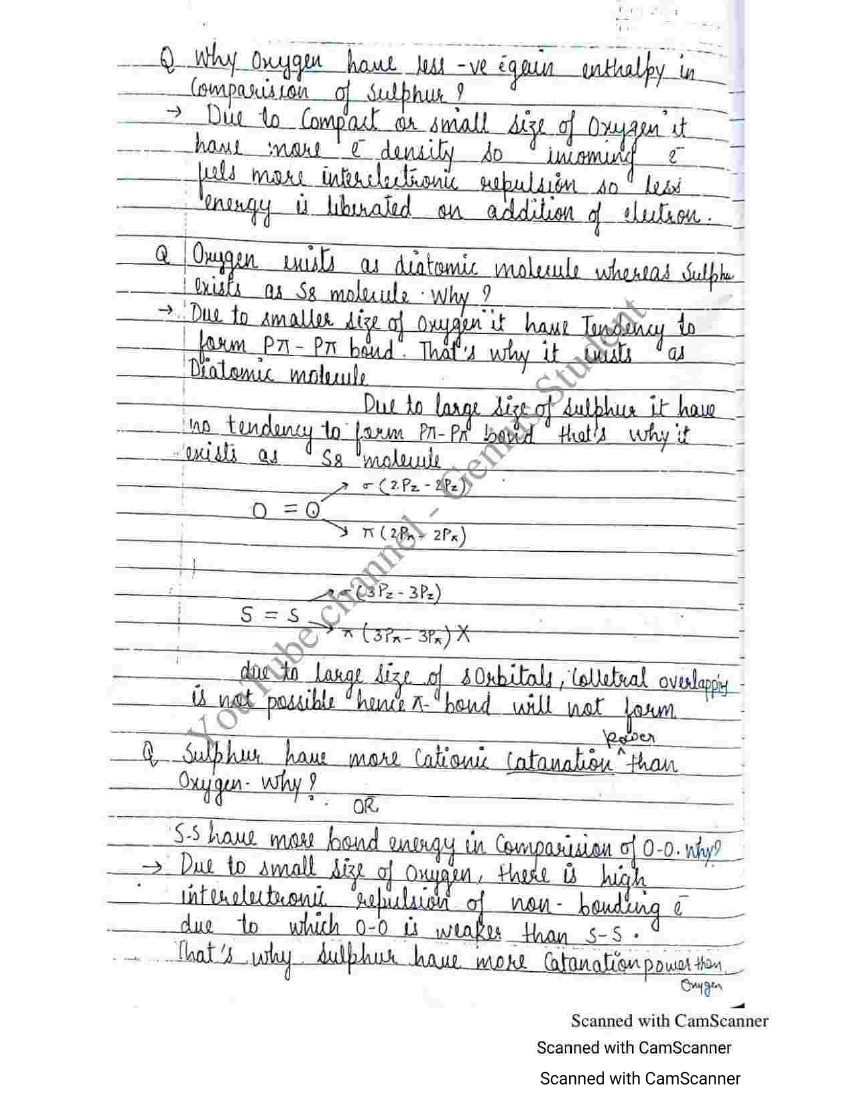 Q Why Oxygen have less -ve egain enthalpy in
Comparision of Sulphur?
→ Due to Compact or small size of Oxygen it
have more ē density so incoming ē
feels more interelectronic repulsion so less
energy is liberated on addition of electron.
Q Oxygen exists as diatomic molecule whereas Sulphu
exists as S8 molecule. Why?
→ Due to smaller size of Oxygen it have Tendency to
form Pπ-Pπ bond. That's why it exists as
Diatomic molecule
Due to large size of sulphur it have
no tendency to form Pπ-Pπ bond that's why it
exists as S8 molecule
σ (2Pz - 2Pz)
O = O
π (2Px - 2Px)
σ (3Pz - 3Pz)
S = S
π (3Px - 3Px) X
due to large size of sOrbitals, Colletral overlapping
is not possible hence π- bond will not form
power
Q Sulphur have more Cationic Catanation ^ than
Oxygen. Why?
OR
S-S have more bond energy in Comparision of O-O. Why?
→ Due to small size of Oxygen, there is high
interelectronic repulsion of non-bonding ē
due to which O-O is weaker than S-S.
That's why Sulphur have more Catanation power then
Oxygen
YouTube channel - Genius Student
Scanned with CamScanner
Scanned with CamScanner
Scanned with CamScanner